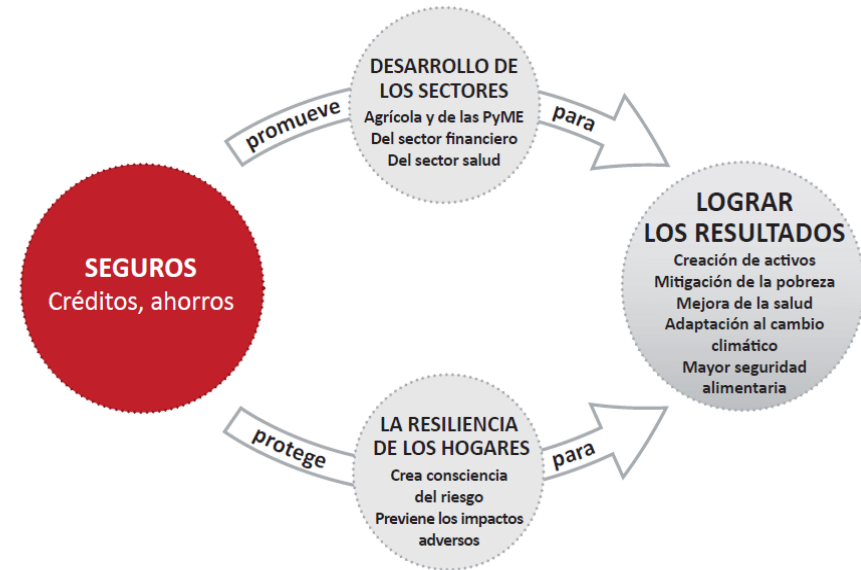 DESARROLLO DE
LOS SECTORES
Agrícola y de las PyME
Del sector financiero
Del sector salud
promueve
para
SEGUROS
Créditos, ahorros
LOGRAR
LOS RESULTADOS
Creación de activos
Mitigación de la pobreza
Mejora de la salud
Adaptación al cambio
climático
Mayor seguridad
alimentaria
protege
LA RESILIENCIA
DE LOS HOGARES
Crea consciencia
del riesgo
Previene los impactos
adversos
para